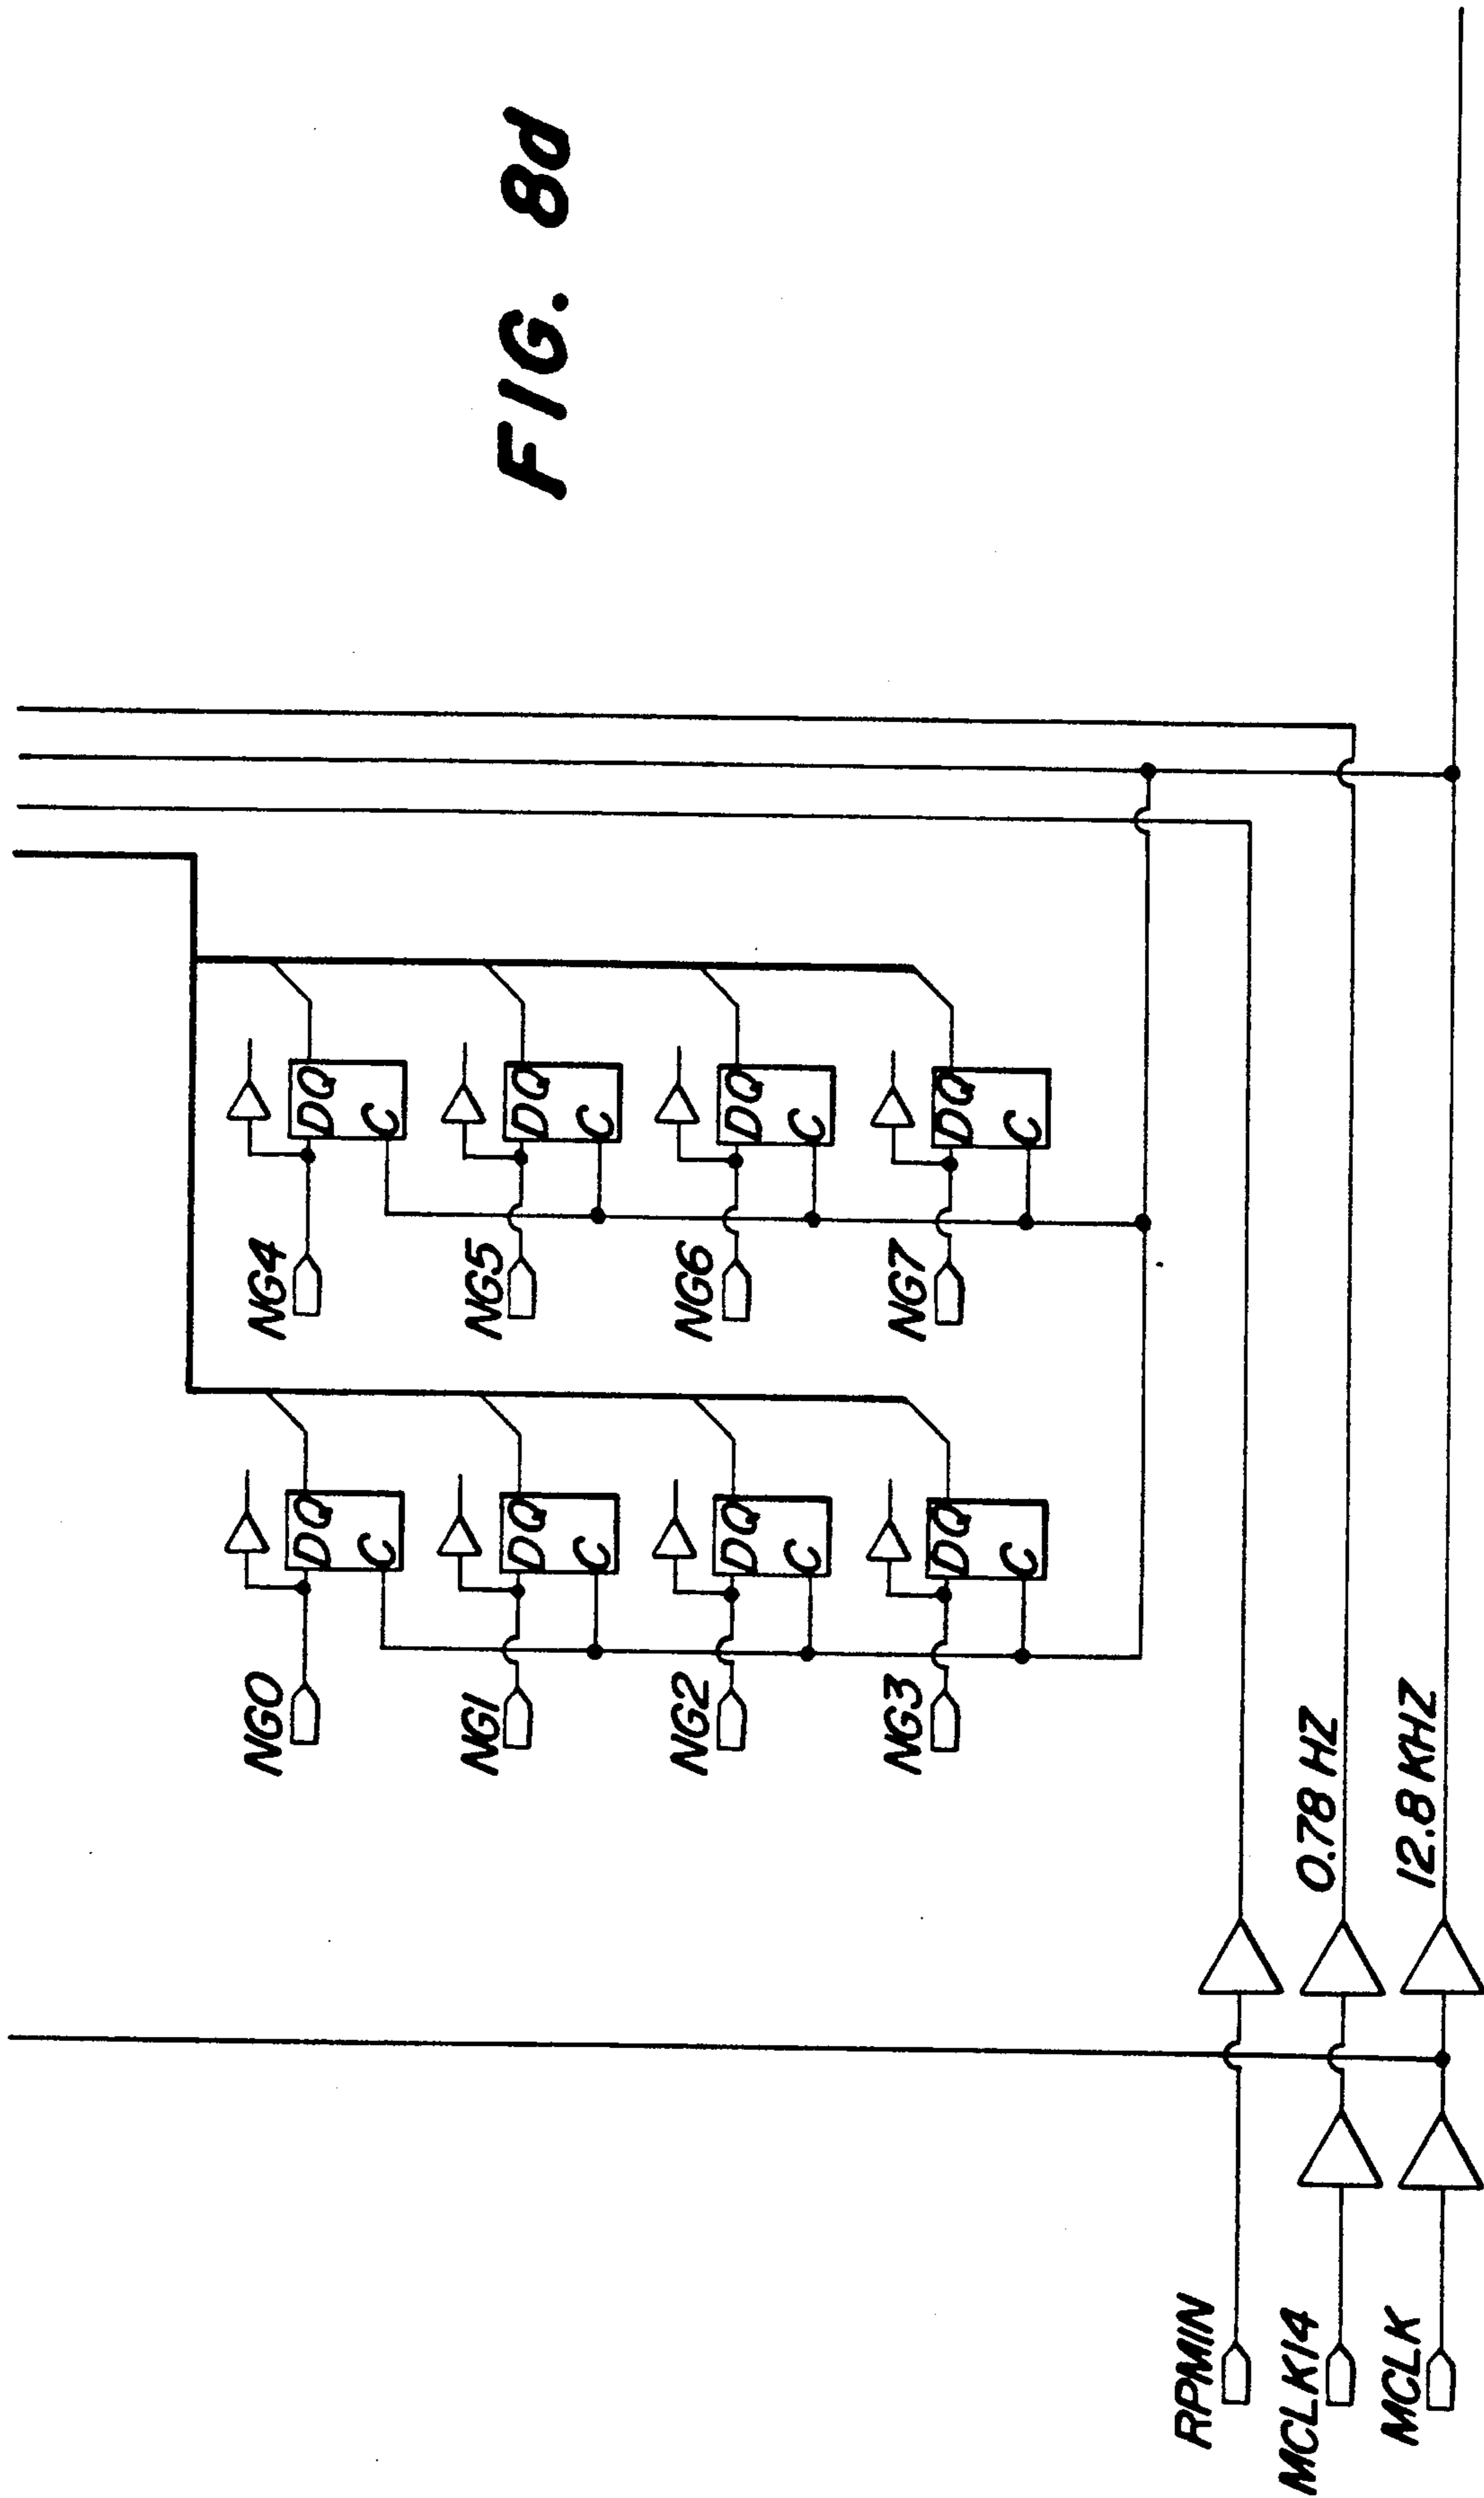 NG0
NG4
DQ
C
DQ
C
NG1
NG5
DQ
C
DQ
C
NG2
NG6
DQ
C
DQ
C
NG3
NG7
DQ
C
DQ
C
FIG. 8d
RPMIN
MCLK14
0.78 HZ
MCLK
12.8 KHZ